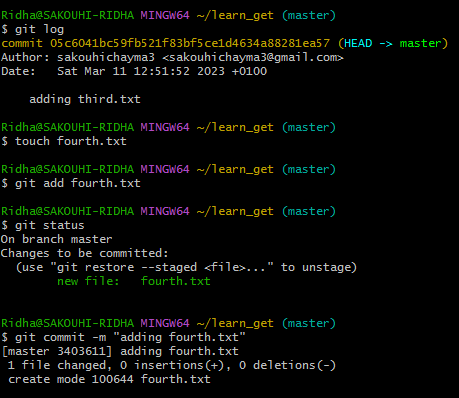 Ridha@SAKOUHI-RIDHA MINGW64 ~/learn_get (master)
$ git log
commit 05c6041bc59fb521f83bf5ce1d4634a88281ea57 (HEAD -> master)
Author: sakouhichayma3 <sakouhichayma3@gmail.com>
Date:   Sat Mar 11 12:51:52 2023 +0100

    adding third.txt

Ridha@SAKOUHI-RIDHA MINGW64 ~/learn_get (master)
$ touch fourth.txt

Ridha@SAKOUHI-RIDHA MINGW64 ~/learn_get (master)
$ git add fourth.txt

Ridha@SAKOUHI-RIDHA MINGW64 ~/learn_get (master)
$ git status
On branch master
Changes to be committed:
  (use "git restore --staged <file>..." to unstage)
        new file:   fourth.txt


Ridha@SAKOUHI-RIDHA MINGW64 ~/learn_get (master)
$ git commit -m "adding fourth.txt"
[master 3403611] adding fourth.txt
 1 file changed, 0 insertions(+), 0 deletions(-)
 create mode 100644 fourth.txt